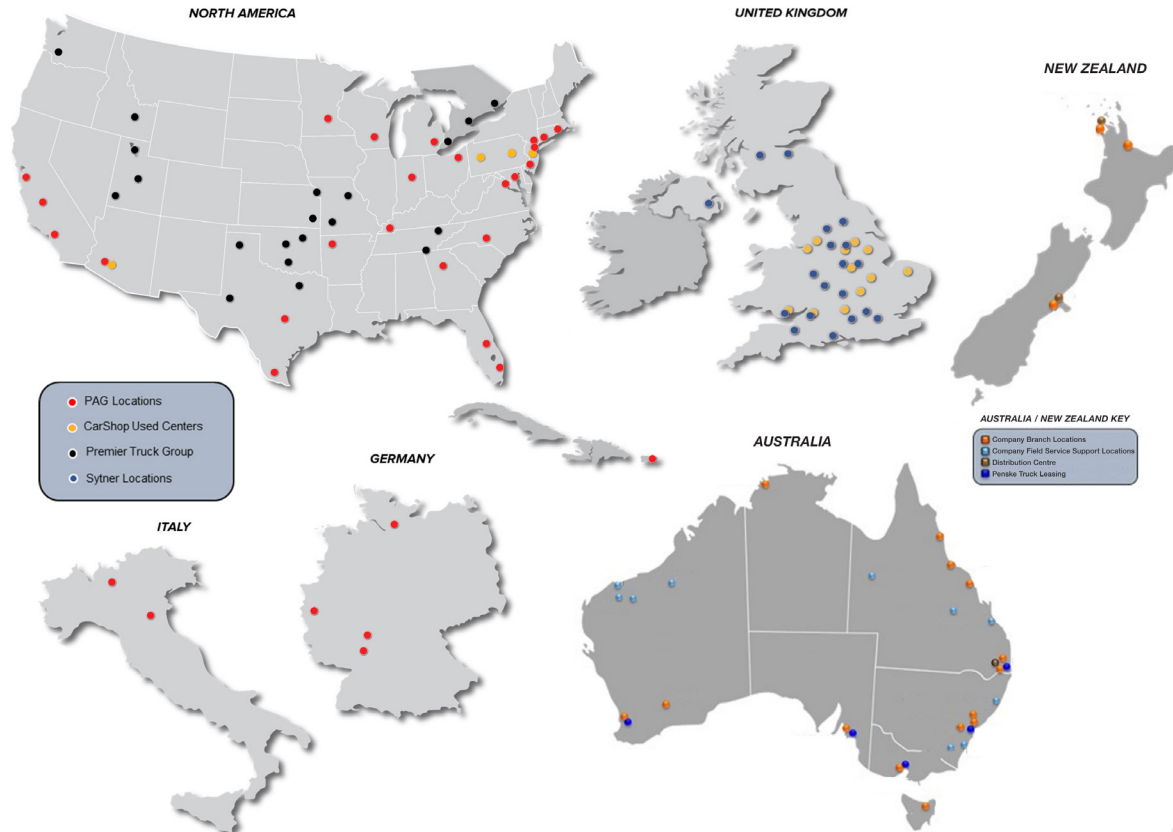 NORTH AMERICA
UNITED KINGDOM
NEW ZEALAND
PAG Locations
CarShop Used Centers
Premier Truck Group
Sytner Locations
AUSTRALIA / NEW ZEALAND KEY
Company Branch Locations
Company Field Service Support Locations
Distribution Centre
Penske Truck Leasing
GERMANY
AUSTRALIA
ITALY